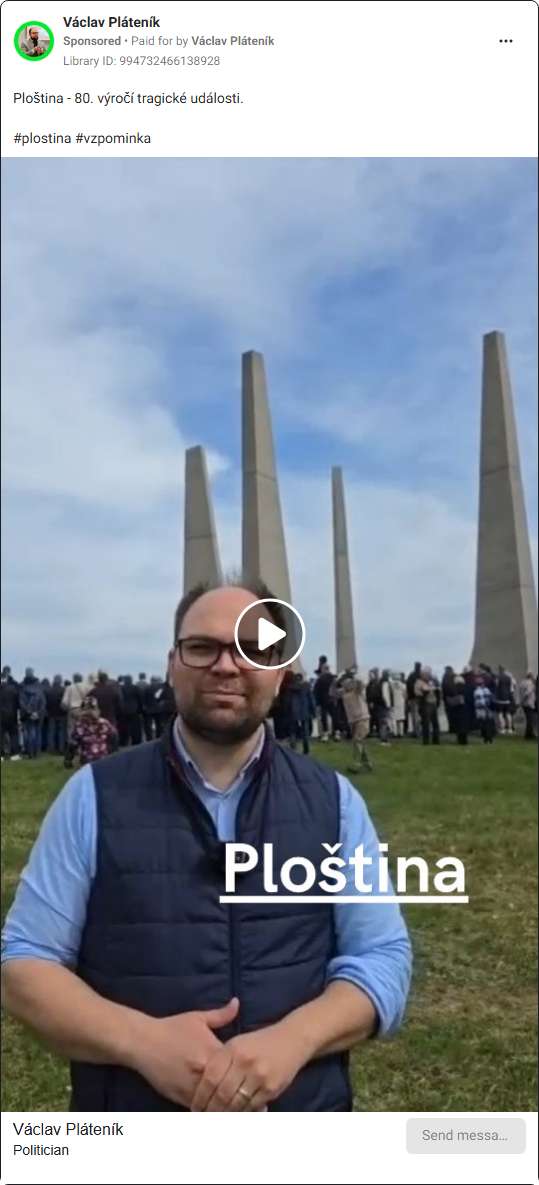 Václav Pláteník
Sponsored • Paid for by Václav Pláteník
Library ID: 994732466138928
Ploština - 80. výročí tragické události.
#plostina #vzpominka
Ploština
Václav Pláteník
Politician
Send messa...